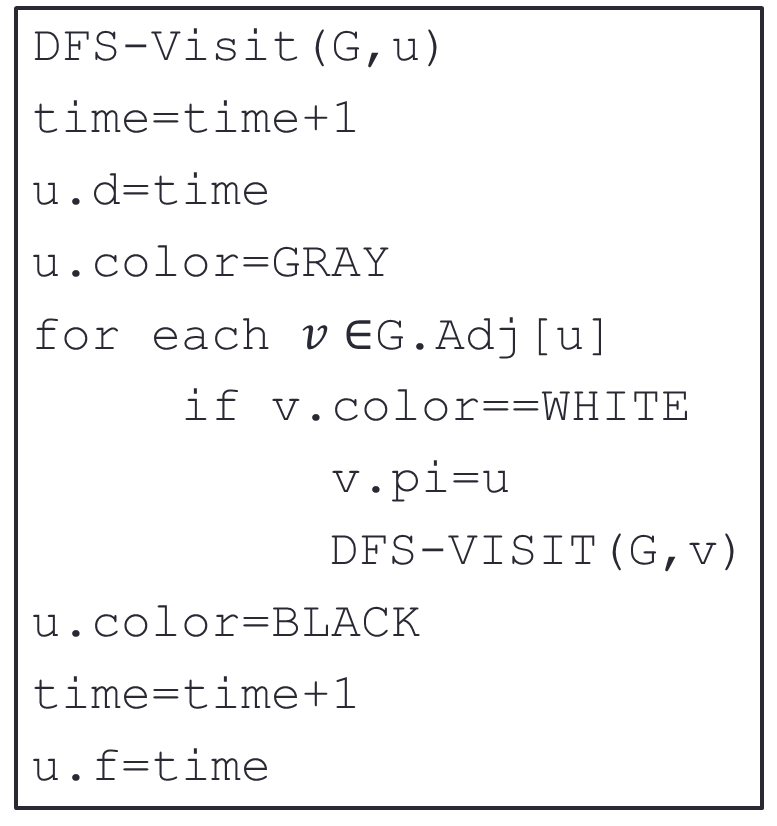 DFS-Visit(G,u)
time=time+1
u.d=time
u.color=GRAY
for each 𝒗 ∈G.Adj[u]
if v.color==WHITE
v.pi=u
DFS-VISIT(G,v)
u.color=BLACK
time=time+1
u.f=time